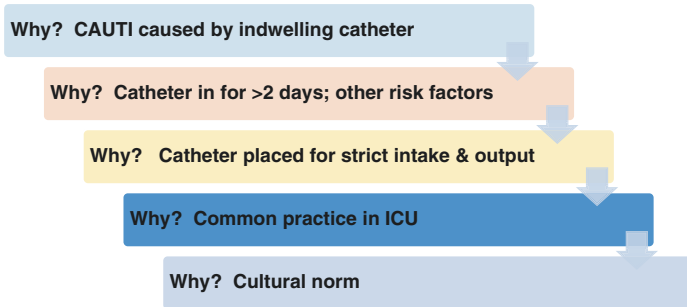 Why? CAUTI caused by indwelling catheter
Why? Catheter in for >2 days; other risk factors
Why? Catheter placed for strict intake & output
Why? Common practice in ICU
Why? Cultural norm